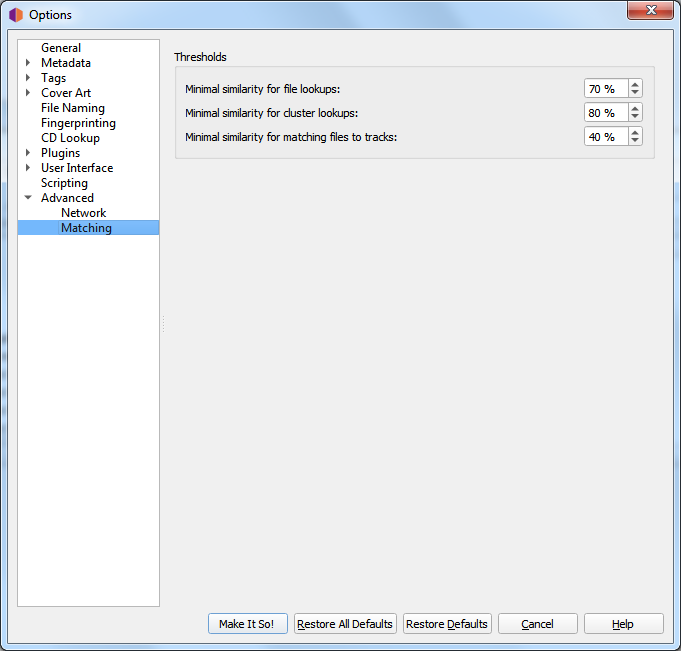 Options
General
Metadata
Tags
Cover Art
File Naming
Fingerprinting
CD Lookup
Plugins
User Interface
Scripting
Advanced
Network
Matching
Thresholds
Minimal similarity for file lookups: 70 %
Minimal similarity for cluster lookups: 80 %
Minimal similarity for matching files to tracks: 40 %
Make It So! Restore All Defaults Restore Defaults Cancel Help